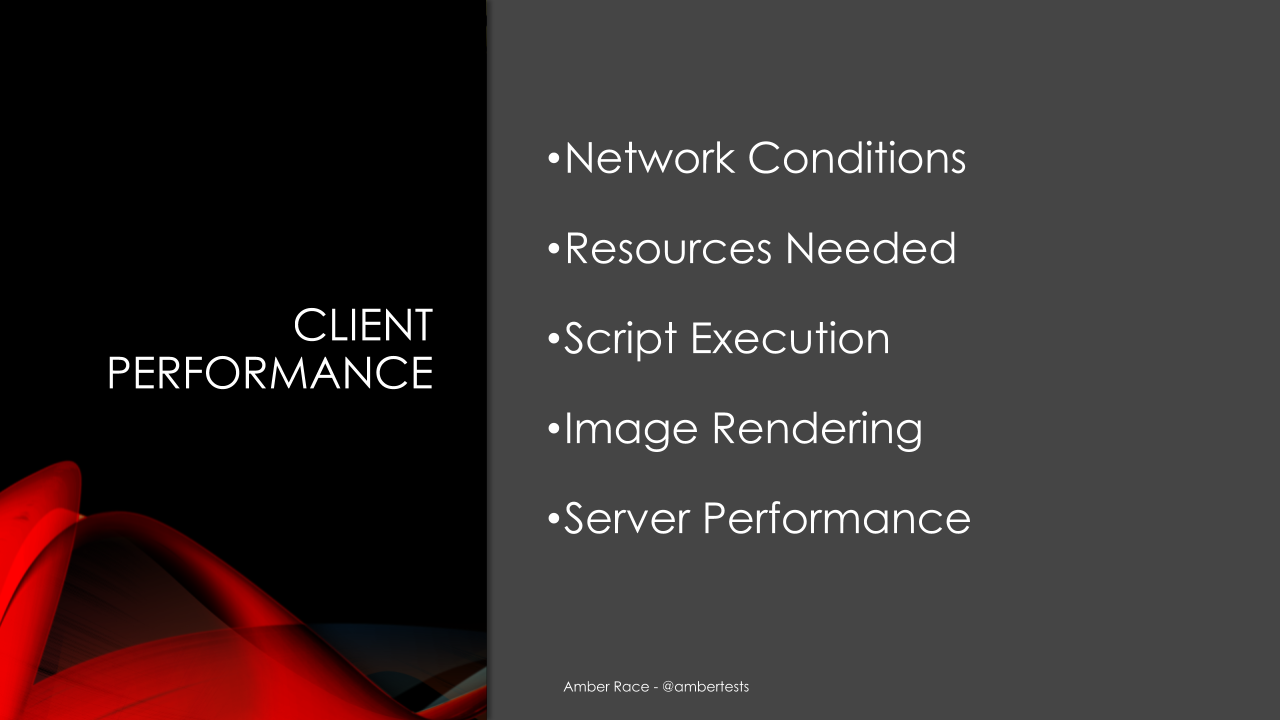 CLIENT
PERFORMANCE
•Network Conditions
•Resources Needed
•Script Execution
•Image Rendering
•Server Performance
Amber Race - @ambertests